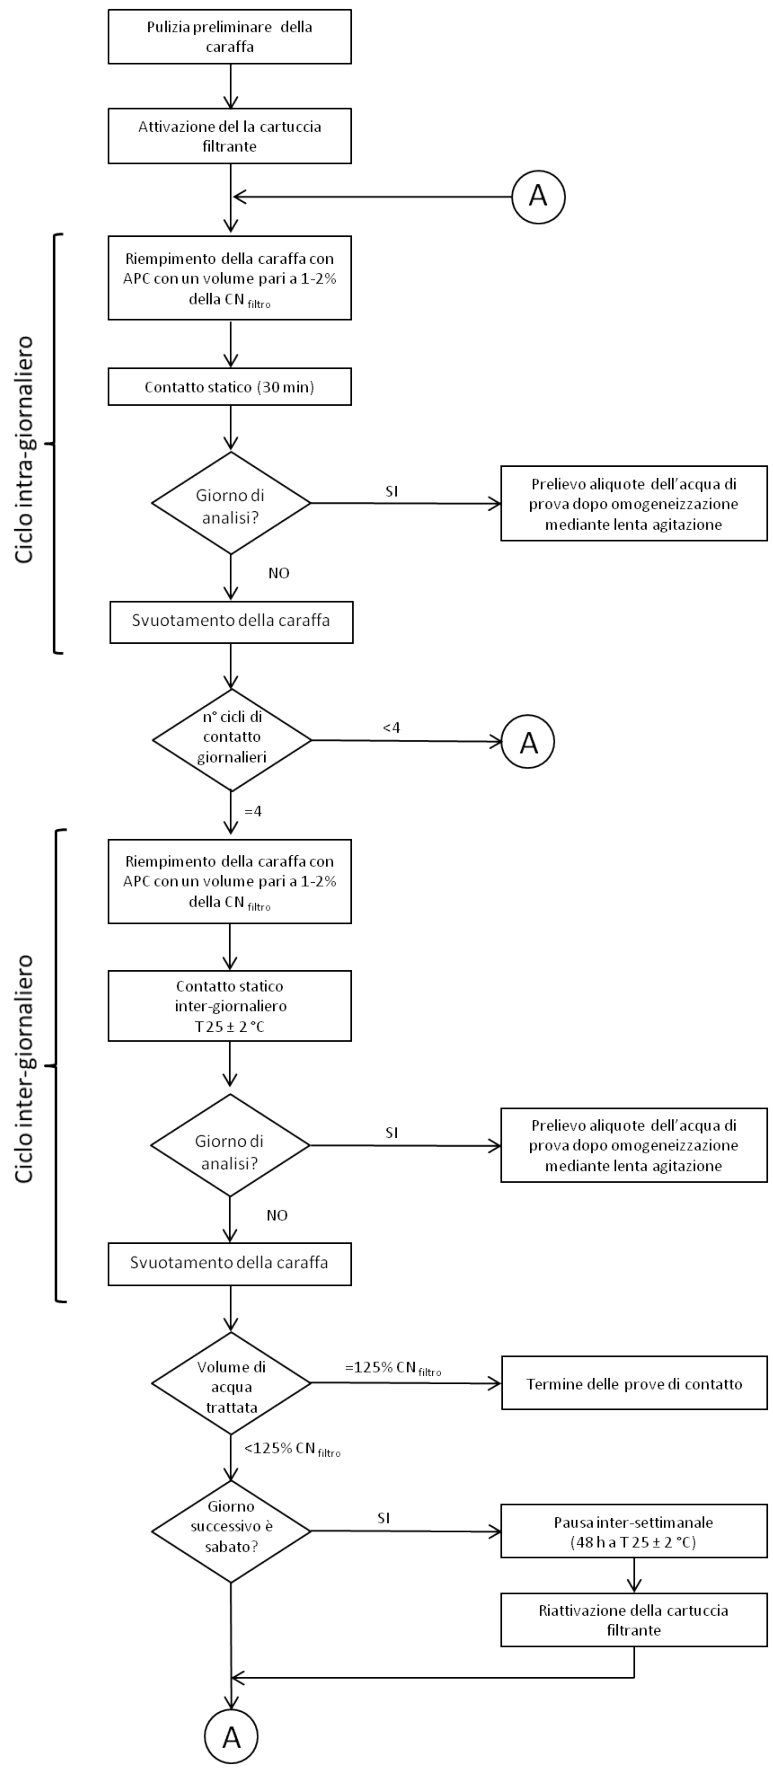 Pulizia preliminare della
caraffa
Attivazione del la cartuccia
filtrante
A
Ciclo intra-giornaliero
Riempimento della caraffa con
APC con un volume pari a 1-2%
della CN filtro
Contatto statico (30 min)
Giorno di
analisi?
SI
Prelievo aliquote dell'acqua di
prova dopo omogeneizzazione
mediante lenta agitazione
NO
Svuotamento della caraffa
n° cicli di
contatto
giornalieri
<4
A
=4
Ciclo inter-giornaliero
Riempimento della caraffa con
APC con un volume pari a 1-2%
della CN filtro
Contatto statico
inter-giornaliero
T 25 ± 2 °C
Giorno di
analisi?
SI
Prelievo aliquote dell'acqua di
prova dopo omogeneizzazione
mediante lenta agitazione
NO
Svuotamento della caraffa
Volume di
acqua
trattata
=125% CN filtro
Termine delle prove di contatto
<125% CN filtro
Giorno
successivo è
sabato?
SI
Pausa inter-settimanale
(48 h a T 25 ± 2 °C)
Riattivazione della cartuccia
filtrante
A